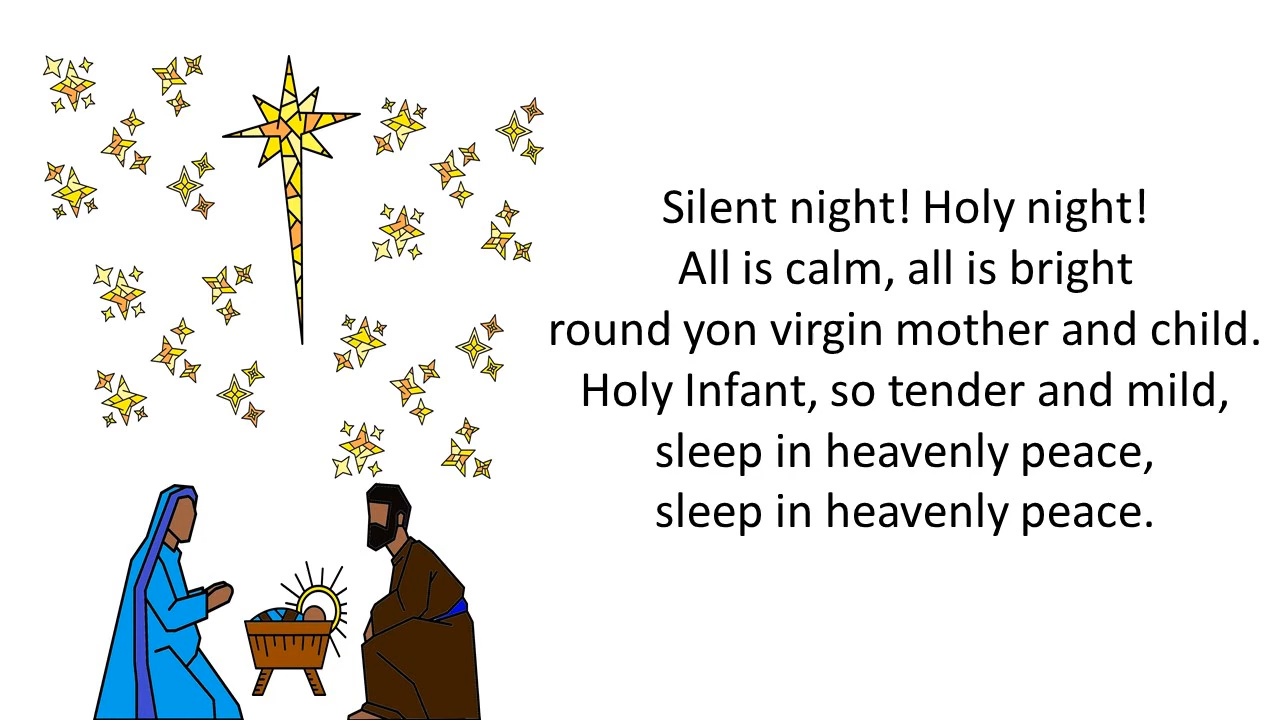 Silent night! Holy night!
All is calm, all is bright
round yon virgin mother and child.
Holy Infant, so tender and mild,
sleep in heavenly peace,
sleep in heavenly peace.